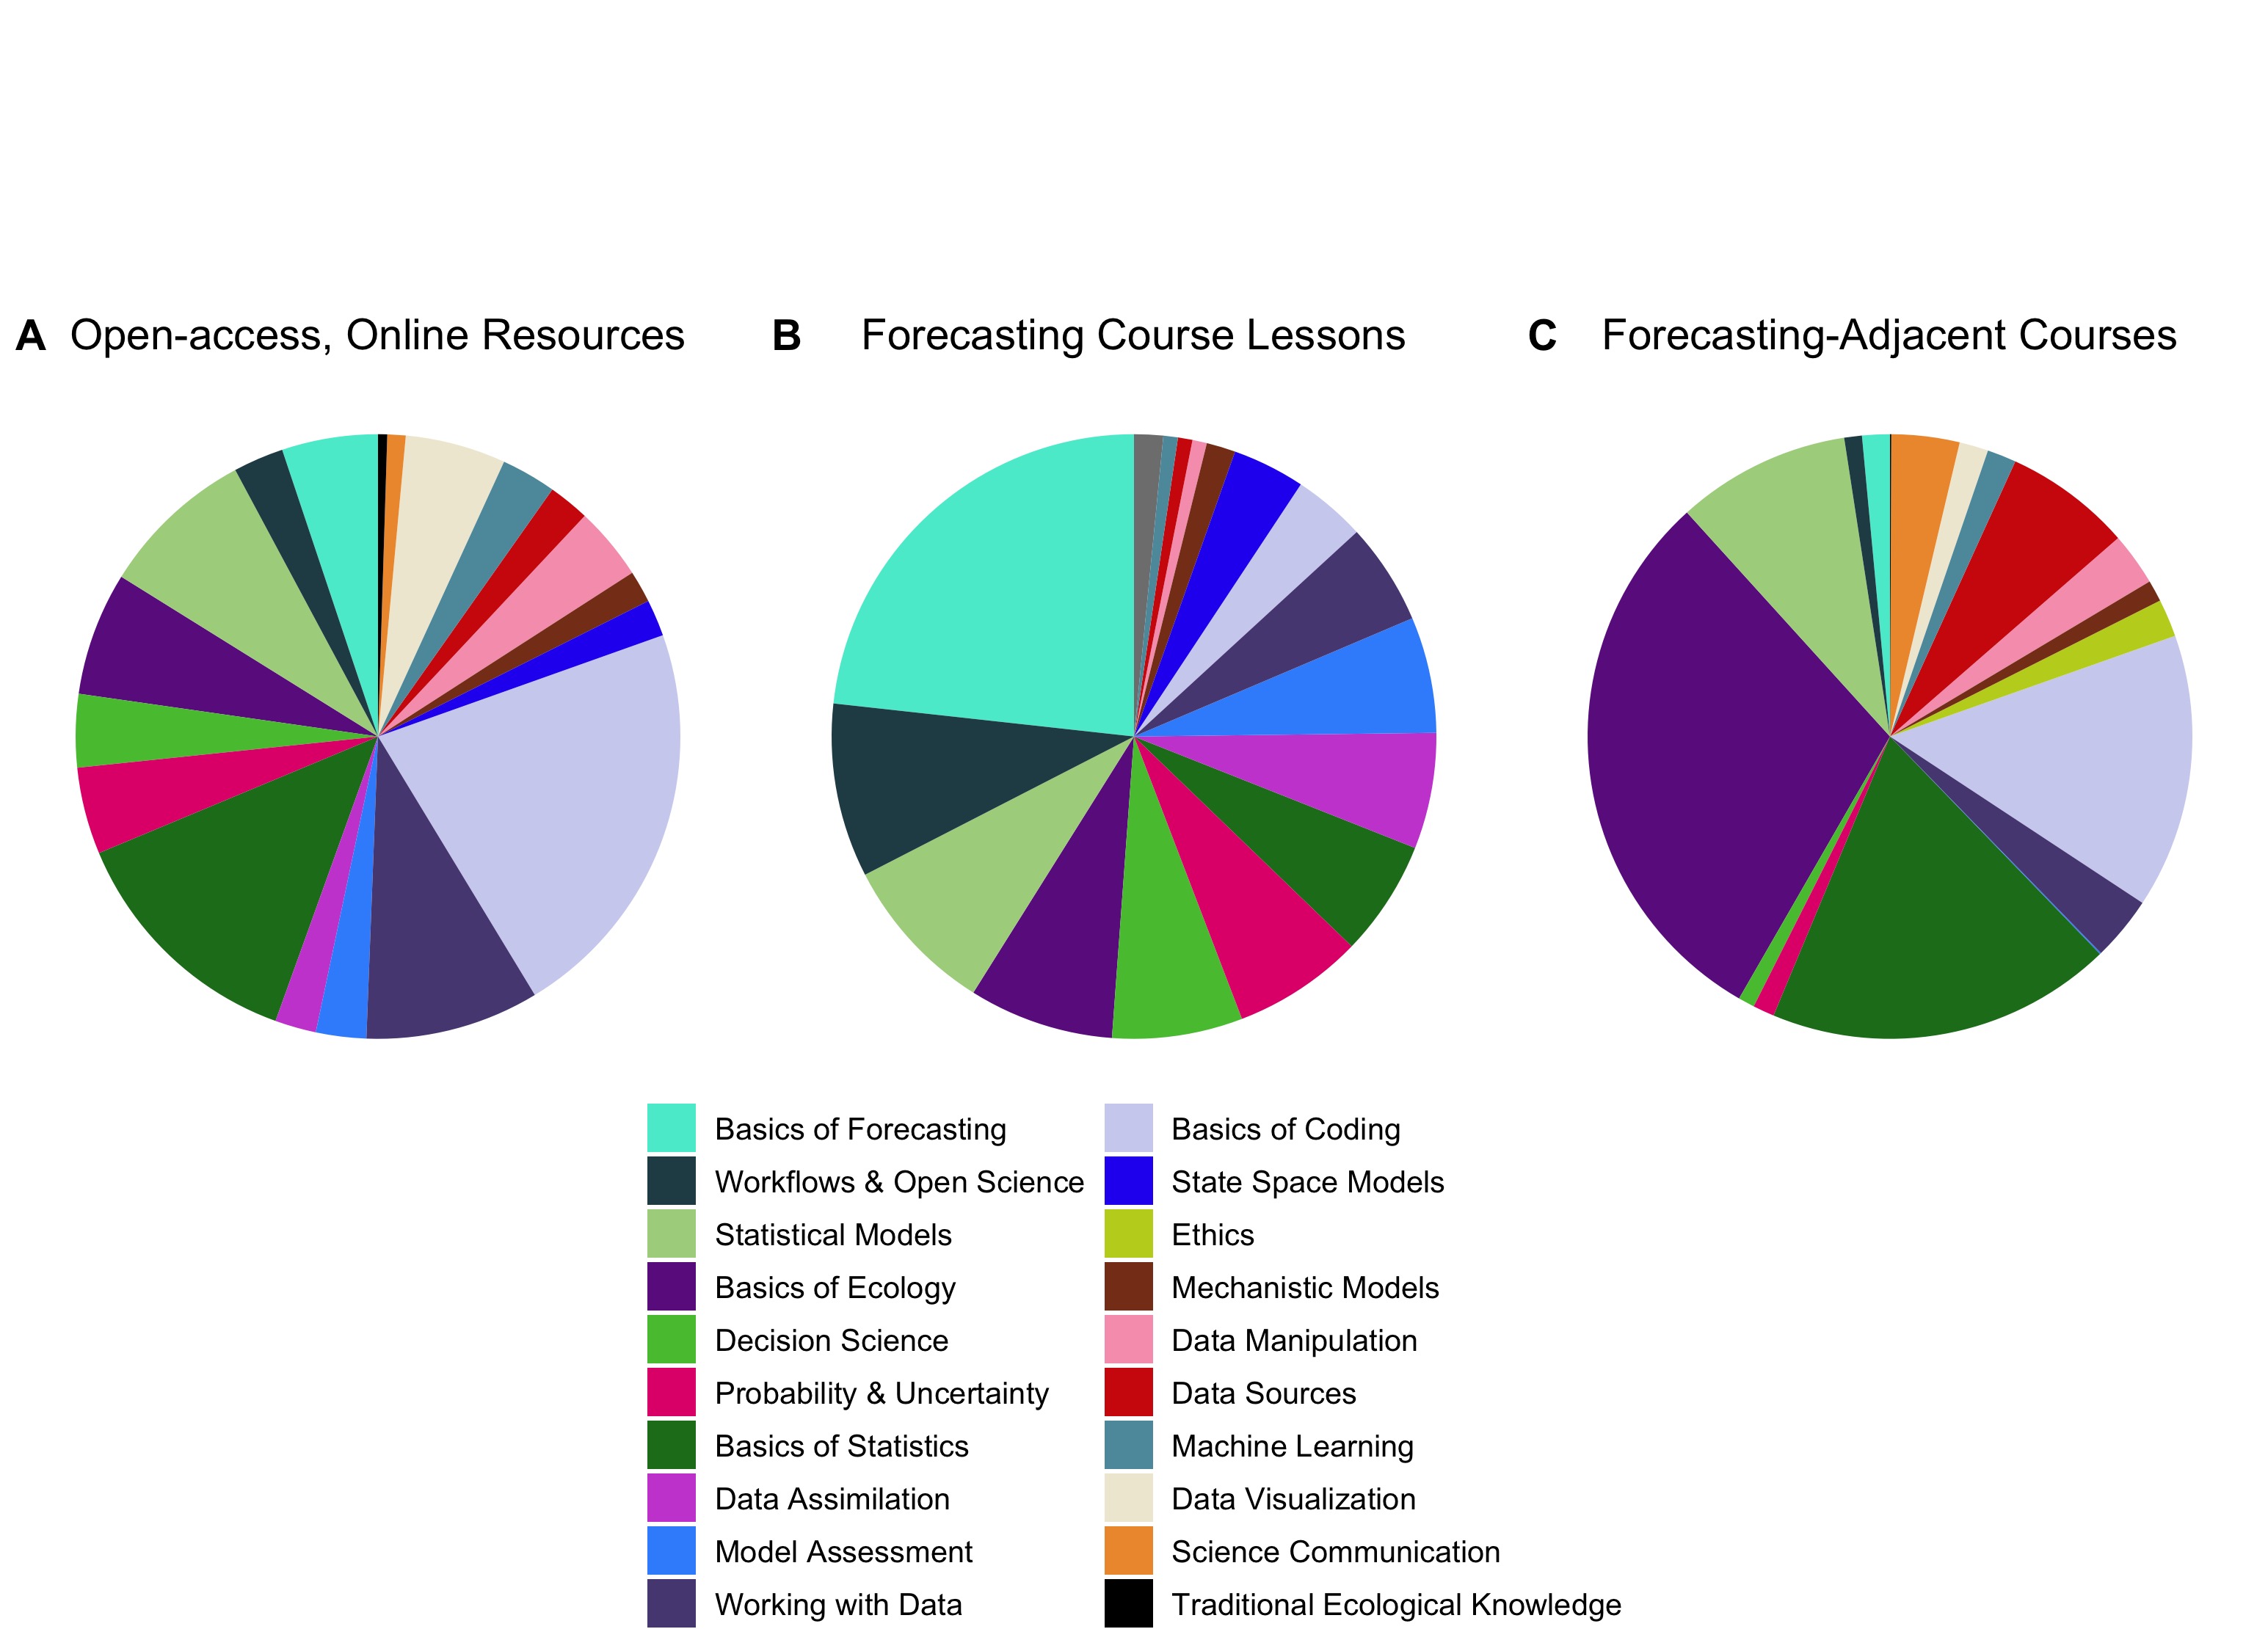 A Open-access, Online Resources
B Forecasting Course Lessons
C Forecasting-Adjacent Courses
Basics of Forecasting
Workflows & Open Science
Statistical Models
Basics of Ecology
Decision Science
Probability & Uncertainty
Basics of Statistics
Data Assimilation
Model Assessment
Working with Data
Basics of Coding
State Space Models
Ethics
Mechanistic Models
Data Manipulation
Data Sources
Machine Learning
Data Visualization
Science Communication
Traditional Ecological Knowledge